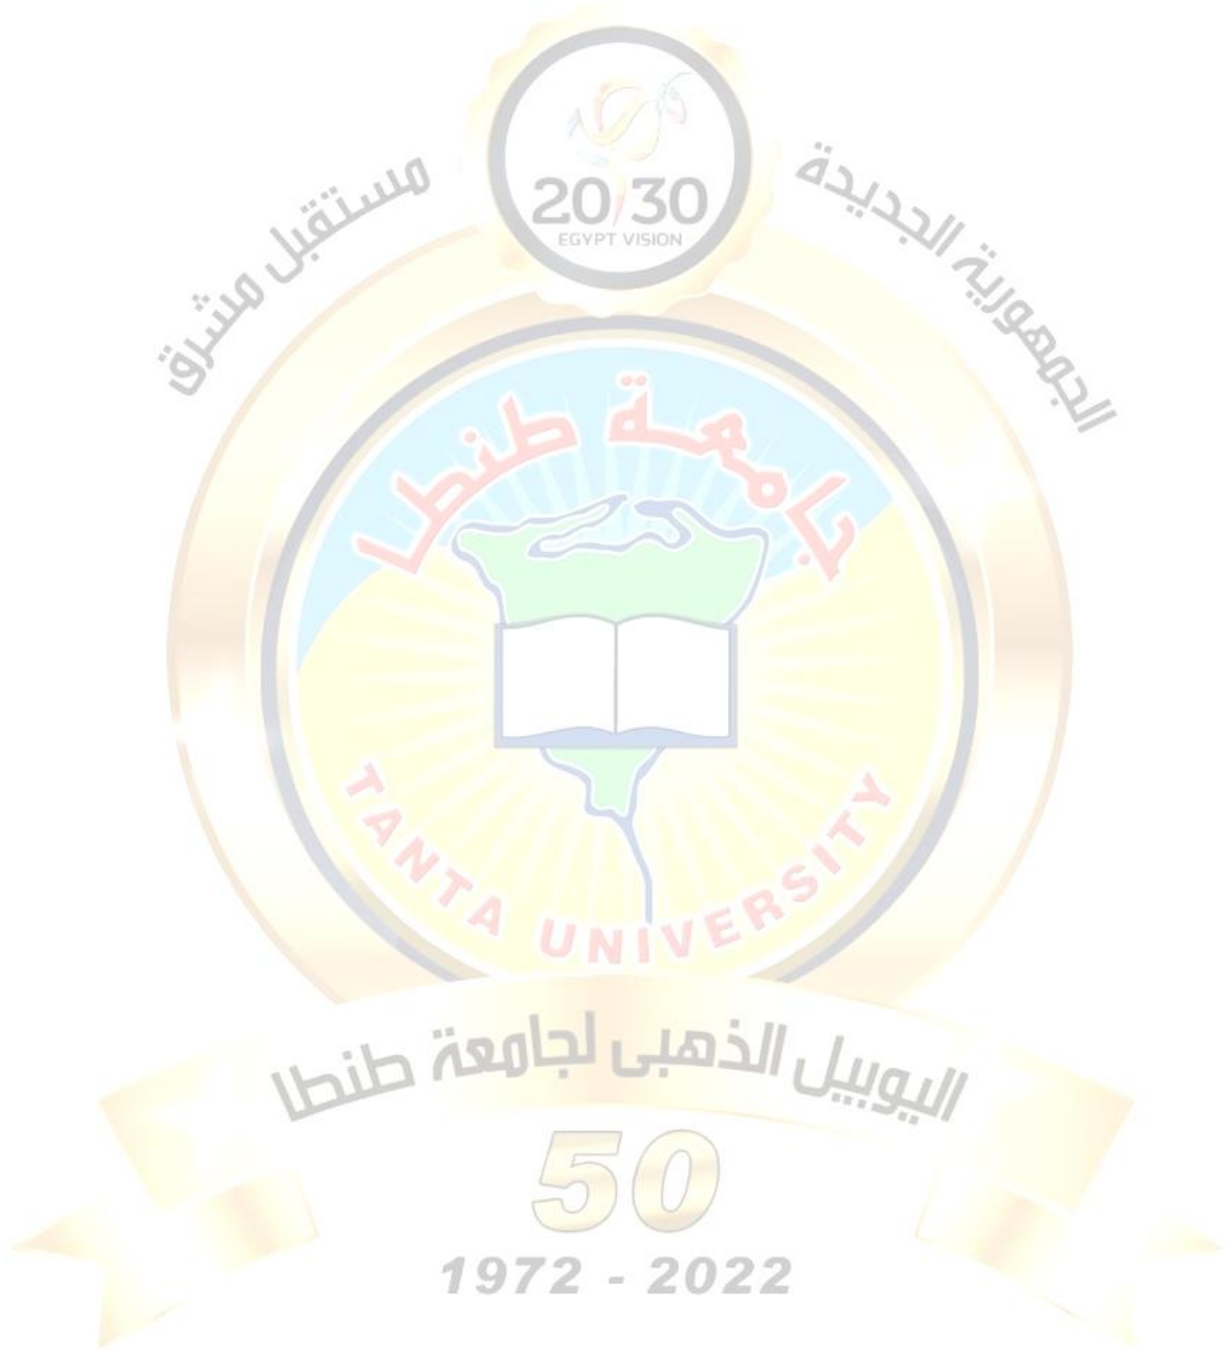 20/30
EGYPT VISION
الجمهورية الجديدة
مستقبل مشرق
جامعة طنطا
TANTA UNIVERSITY
اليوبيل الذهبى لجامعة طنطا
50
1972 - 2022